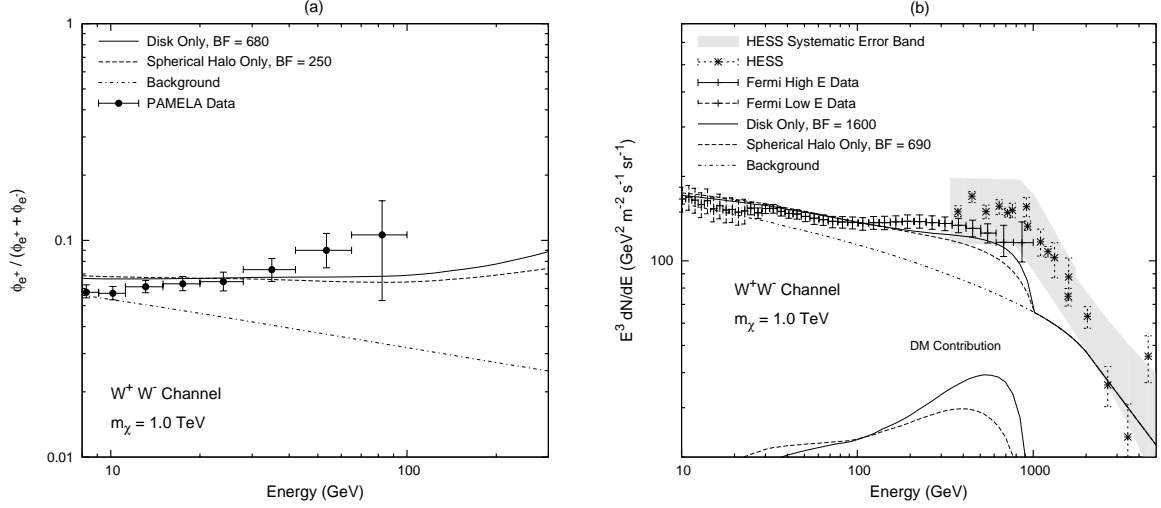 (a)
1
0.1
0.01
ϕe+ / (ϕe+ + ϕe-)
Disk Only, BF = 680
Spherical Halo Only, BF = 250
Background
PAMELA Data
W+ W- Channel
mχ = 1.0 TeV
10
100
Energy (GeV)
(b)
E3 dN/dE (GeV2 m-2 s-1 sr-1)
100
HESS Systematic Error Band
HESS
Fermi High E Data
Fermi Low E Data
Disk Only, BF = 1600
Spherical Halo Only, BF = 690
Background
W+W- Channel
mχ = 1.0 TeV
DM Contribution
10
100
1000
Energy (GeV)